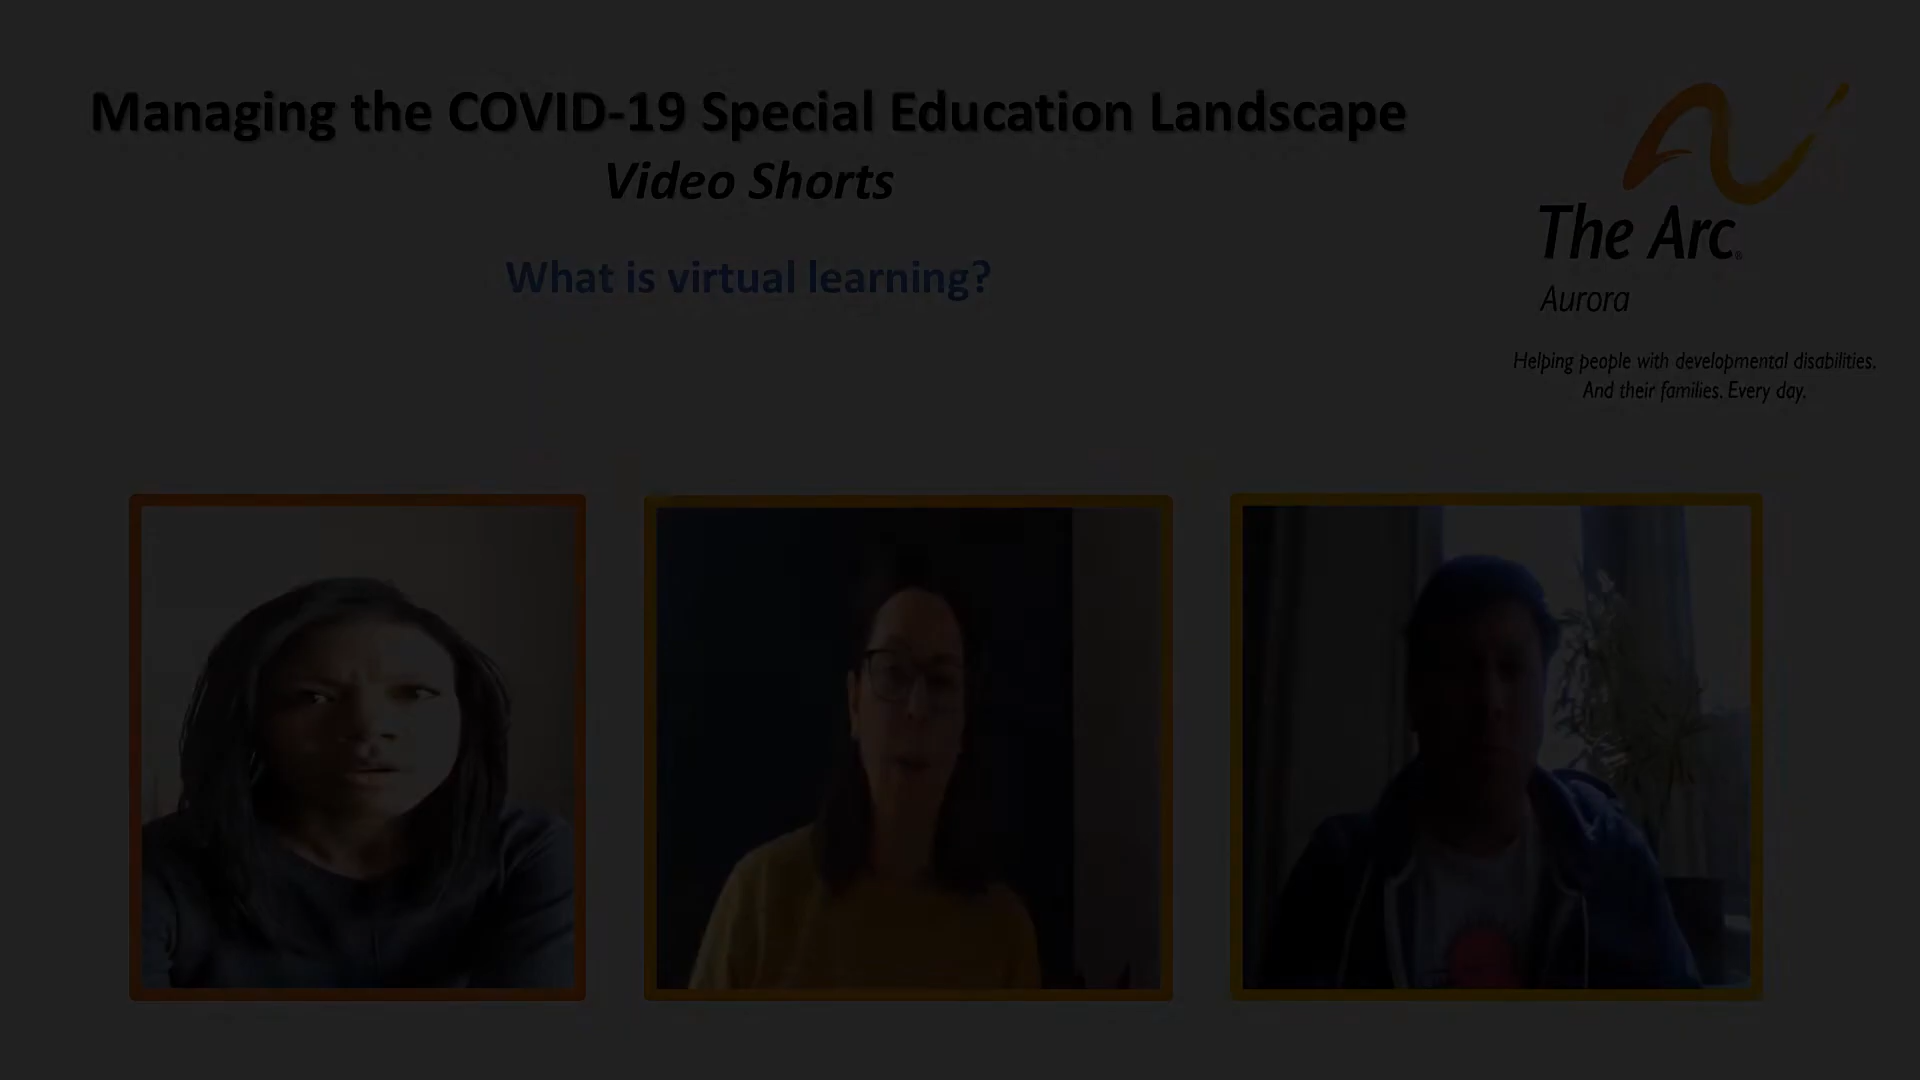 Managing the COVID-19 Special Education Landscape
Video Shorts
What is virtual learning?
The Arc.
Aurora
Helping people with developmental disabilities.
And their families. Every day.